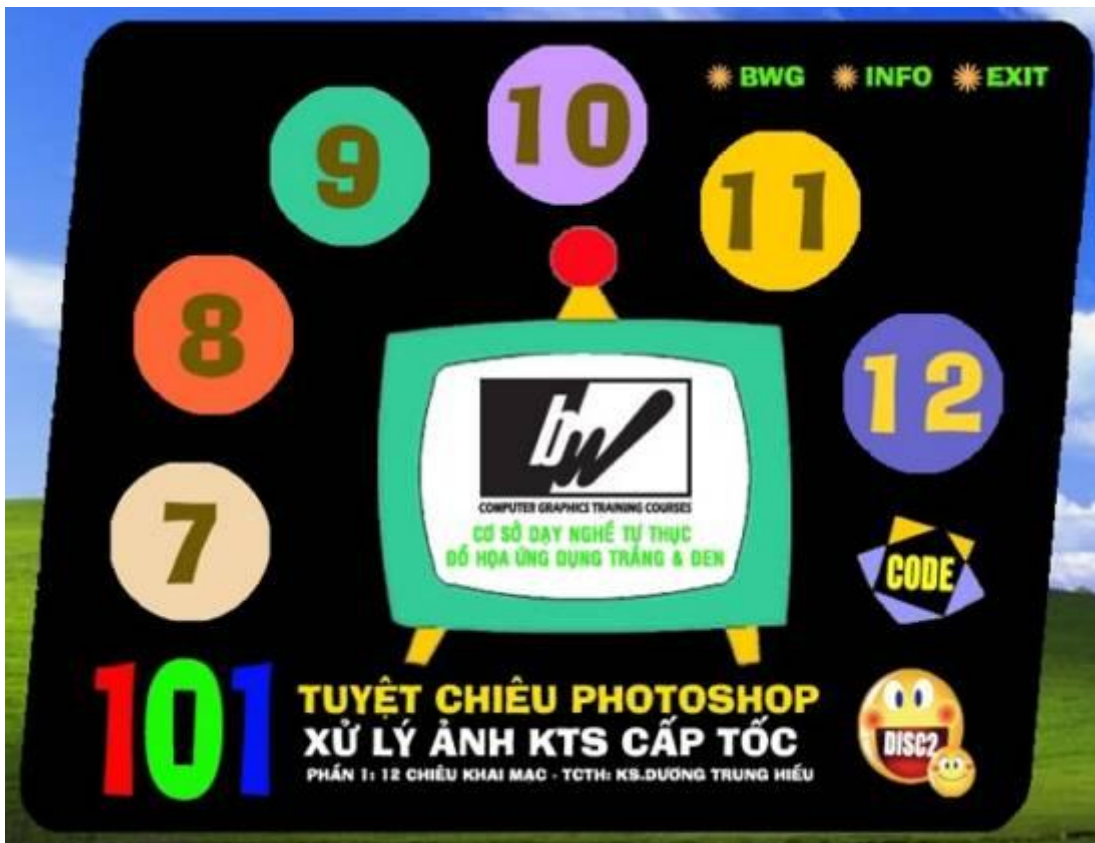 BWG INFO EXIT
9
10
11
8
12
7
bw
COMPUTER GRAPHICS TRAINING COURSES
CƠ SỞ DẠY NGHỀ TƯ THỤC
ĐỒ HỌA ỨNG DỤNG TRẮNG & ĐEN
CODE
101
TUYỆT CHIÊU PHOTOSHOP
XỬ LÝ ẢNH KTS CẤP TỐC
PHẦN 1: 12 CHIÊU KHAI MẠC - TCTH: KS.DƯƠNG TRUNG HIẾU
DISC2